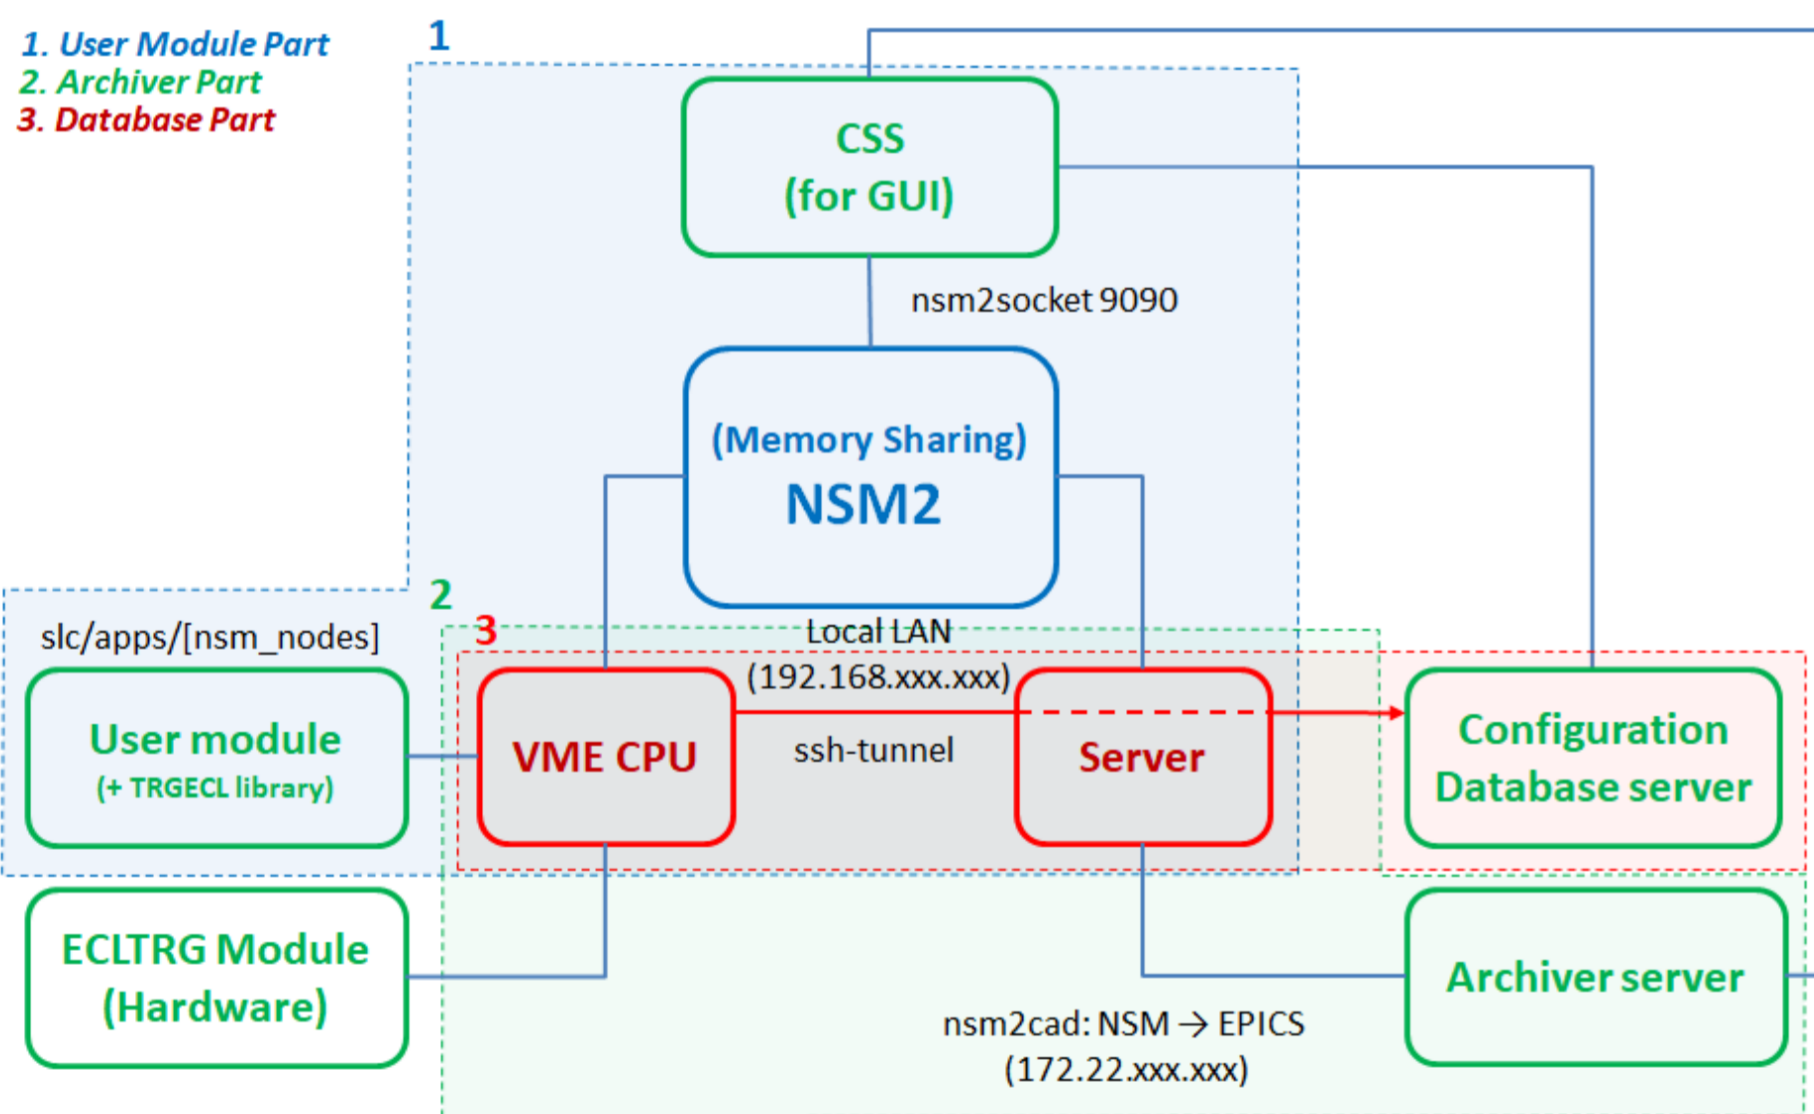 1. User Module Part
2. Archiver Part
3. Database Part
1
CSS
(for GUI)
nsm2socket 9090
(Memory Sharing)
NSM2
2
3
slc/apps/[nsm_nodes]
Local LAN
(192.168.xxx.xxx)
User module
(+ TRGECL library)
VME CPU
ssh-tunnel
Server
Configuration
Database server
ECLTRG Module
(Hardware)
Archiver server
nsm2cad: NSM → EPICS
(172.22.xxx.xxx)